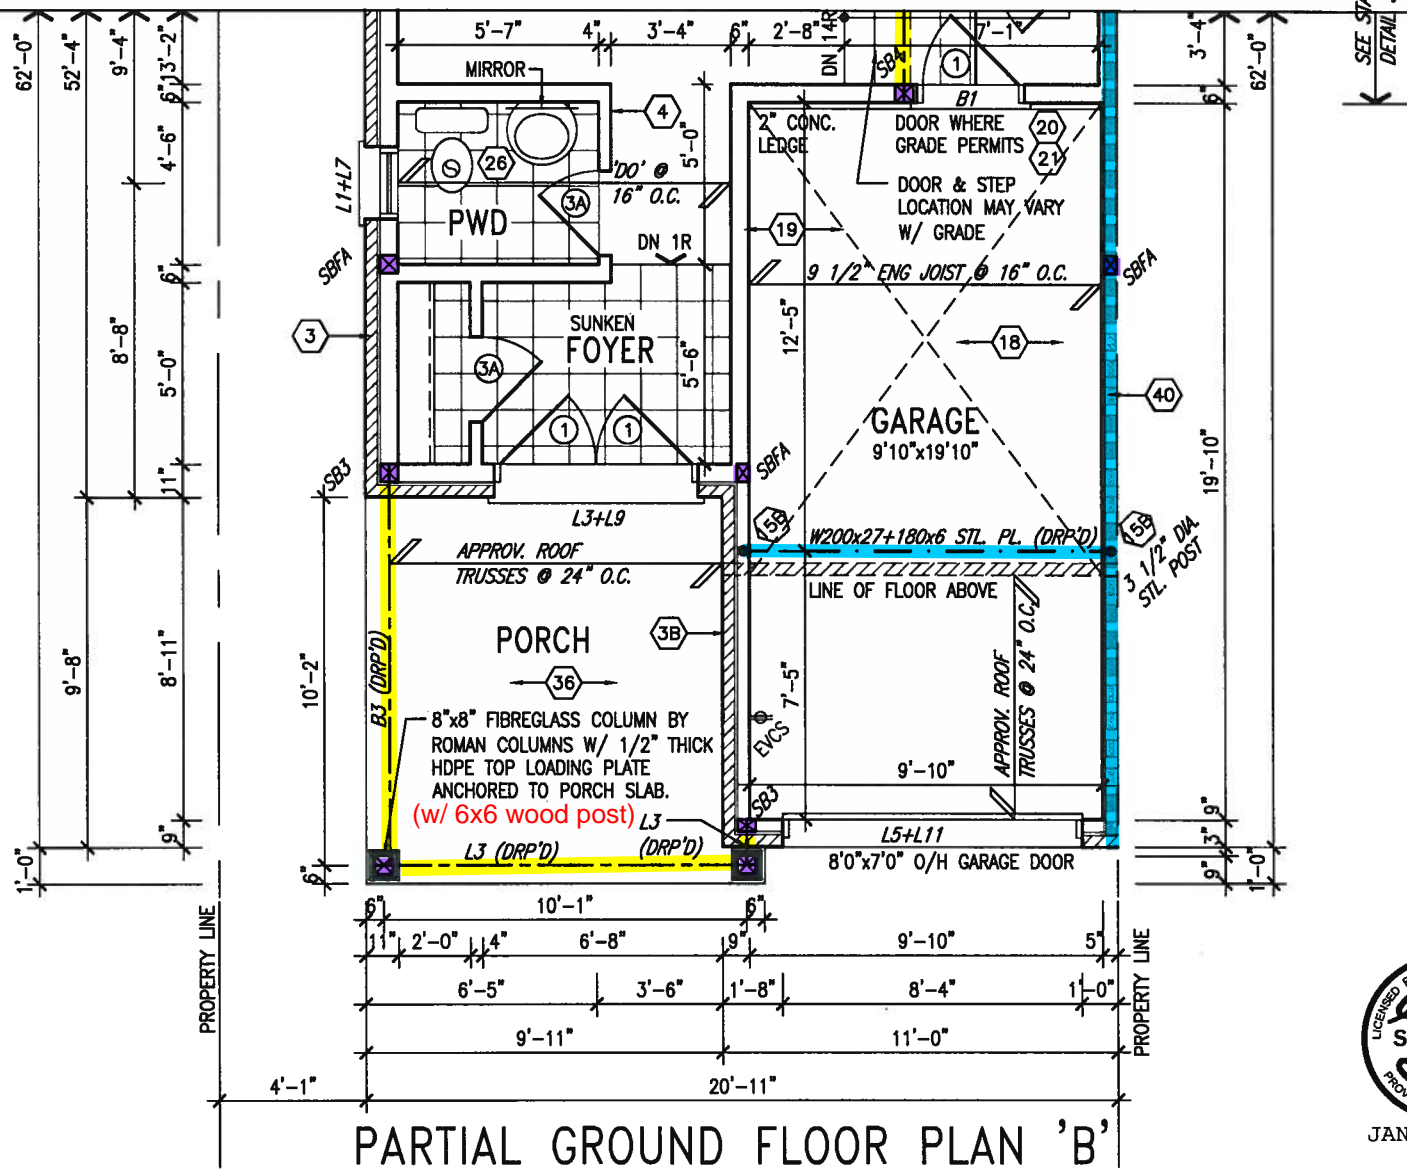 62'-0"
52'-4"
9'-4"
13'-2"
6"
4'-6"
6"
8'-8"
5'-0"
11"
9'-8"
8'-11"
9"
1'-0"
10'-2"
6"
5'-7"
4"
3'-4"
6"
2'-8"
7'-1"
DN 14R
SB4
1
B1
3'-4"
6"
62'-0"
DETAIL
MIRROR
4
2" CONC.
LEDGE
DOOR WHERE
GRADE PERMITS
20
21
L1+L7
26
5'-0"
'DO' @
16" O.C.
3A
PWD
DOOR & STEP
LOCATION MAY VARY
W/ GRADE
19
DN 1R
SBFA
9 1/2" ENG JOIST @ 16" O.C.
SBFA
3
SUNKEN
FOYER
3A
5'-6"
12'-5"
18
1
1
GARAGE
9'10"x19'10"
40
19'-10"
SB3
SBFA
L3+L9
15B
W200x27+180x6 STL. PL. (DRP'D)
15B
3 1/2" DIA.
STL. POST
APPROV. ROOF
TRUSSES @ 24" O.C.
LINE OF FLOOR ABOVE
3B
PORCH
36
B3 (DRP'D)
7'-5"
EVCS
APPROV. ROOF
TRUSSES @ 24" O.C.
8"x8" FIBREGLASS COLUMN BY
ROMAN COLUMNS W/ 1/2" THICK
HDPE TOP LOADING PLATE
ANCHORED TO PORCH SLAB.
(w/ 6x6 wood post)
9'-10"
SB3
L3
(DRP'D)
L3 (DRP'D)
L5+L11
8'0"x7'0" O/H GARAGE DOOR
9"
3"
9"
1'-0"
6"
10'-1"
6"
11"
2'-0"
4"
6'-8"
9"
9'-10"
5"
6'-5"
3'-6"
1'-8"
8'-4"
1'-0"
9'-11"
11'-0"
4'-1"
20'-11"
PROPERTY LINE
PROPERTY LINE
PARTIAL GROUND FLOOR PLAN 'B'
LICENSED
JAN